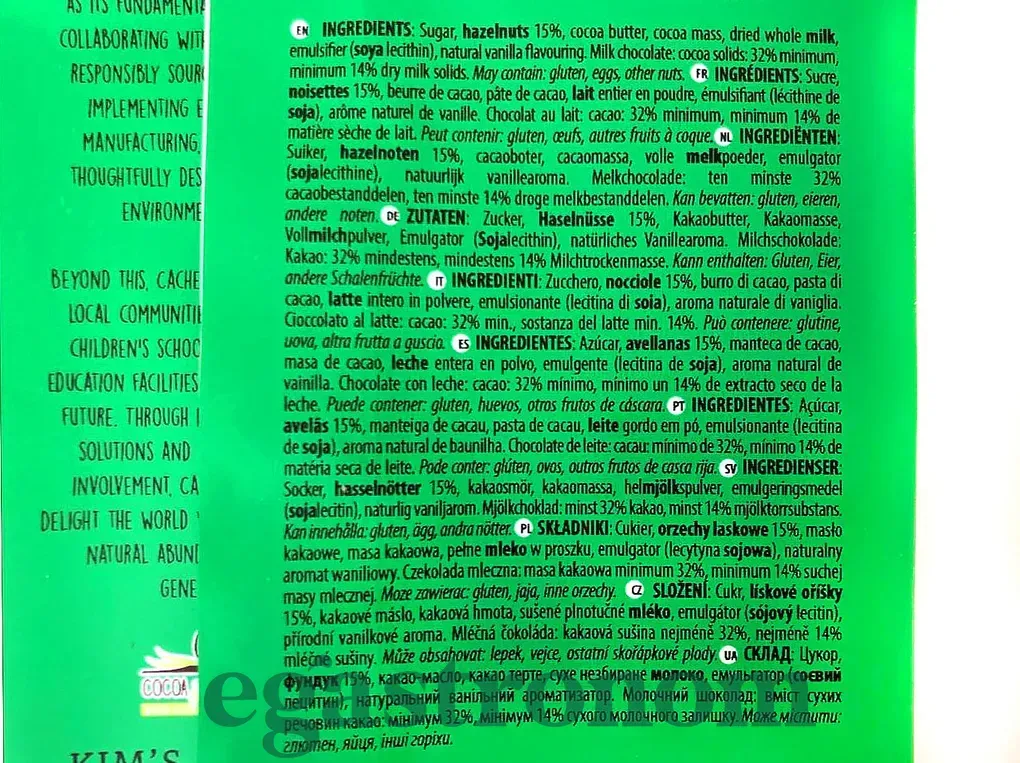 AS ITS FUNDAMENTA
COLLABORATING WITH
RESPONSIBLY SOUR
IMPLEMENTING E
MANUFACTURING,
THOUGHTFULLY DES
ENVIRONME
BEYOND THIS, CACHE
LOCAL COMMUNITI
CHILDREN'S SCHOO
EDUCATION FACILITIES
FUTURE. THROUGH I
SOLUTIONS AND
INVOLVEMENT, CA
DELIGHT THE WORLD
NATURAL ABUN
GENE
COCOA
KIM'S
EN INGREDIENTS: Sugar, hazelnuts 15%, cocoa butter, cocoa mass, dried whole milk,
emulsifier (soya lecithin), natural vanilla flavouring. Milk chocolate: cocoa solids: 32% minimum,
minimum 14% dry milk solids. May contain: gluten, eggs, other nuts. FR INGRÉDIENTS: Sucre,
noisettes 15%, beurre de cacao, pâte de cacao, lait entier en poudre, émulsifiant (lécithine de
soja), arôme naturel de vanille. Chocolat au lait: cacao: 32% minimum, minimum 14% de
matière sèche de lait. Peut contenir: gluten, œufs, autres fruits à coque. NL INGREDIËNTEN:
Suiker, hazelnoten 15%, cacaoboter, cacaomassa, volle melkpoeder, emulgator
(sojalecithine), natuurlijk vanillearoma. Melkchocolade: ten minste 32%
cacaobestanddelen, ten minste 14% droge melkbestanddelen. Kan bevatten: gluten, eieren,
andere noten. DE ZUTATEN: Zucker, Haselnüsse 15%, Kakaobutter, Kakaomasse,
Vollmilchpulver, Emulgator (Sojalecithin), natürliches Vanillearoma. Milchschokolade:
Kakao: 32% mindestens, mindestens 14% Milchtrockenmasse. Kann enthalten: Gluten, Eier,
andere Schalenfrüchte. IT INGREDIENTI: Zucchero, nocciole 15%, burro di cacao, pasta di
cacao, latte intero in polvere, emulsionante (lecitina di soia), aroma naturale di vaniglia.
Cioccolato al latte: cacao: 32% min., sostanza del latte min. 14%. Può contenere: glutine,
uova, altra frutta a guscio. ES INGREDIENTES: Azúcar, avellanas 15%, manteca de cacao,
masa de cacao, leche entera en polvo, emulgente (lecitina de soja), aroma natural de
vainilla. Chocolate con leche: cacao: 32% mínimo, mínimo un 14% de extracto seco de la
leche. Puede contener: gluten, huevos, otros frutos de cáscara. PT INGREDIENTES: Açúcar,
avelãs 15%, manteiga de cacau, pasta de cacau, leite gordo em pó, emulsionante (lecitina
de soja), aroma natural de baunilha. Chocolate de leite: cacau: mínimo de 32%, mínimo 14% de
matéria seca de leite. Pode conter: glúten, ovos, outros frutos de casca rija. SV INGREDIENSER:
Socker, hasselnötter 15%, kakaosmör, kakaomassa, helmjölkspulver, emulgeringsmedel
(sojalecitin), naturlig vaniljarom. Mjölkchoklad: minst 32% kakao, minst 14% mjölktorrsubstans.
Kan innehålla: gluten, ägg, andra nötter. PL SKŁADNIKI: Cukier, orzechy laskowe 15%, masło
kakaowe, masa kakaowa, pełne mleko w proszku, emulgator (lecytyna sojowa), naturalny
aromat waniliowy. Czekolada mleczna: masa kakaowa minimum 32%, minimum 14% suchej
masy mlecznej. Może zawierać: gluten, jaja, inne orzechy. CZ SLOŽENÍ: Cukr, lískové oříšky
15%, kakaové máslo, kakaová hmota, sušené plnotučné mléko, emulgátor (sójový lecitin),
přírodní vanilkové aroma. Mléčná čokoláda: kakaová sušina nejméně 32%, nejméně 14%
mléčné sušiny. Může obsahovat: lepek, vejce, ostatní skořápkové plody. UA СКЛАД: Цукор,
фундук 15%, какао-масло, какао терте, сухе незбиране молоко, емульгатор (соєвий
лецитин), натуральний ванільний ароматизатор. Молочний шоколад: вміст сухих
речовин какао: мінімум 32%, мінімум 14% сухого молочного залишку. Може містити:
глютен, яйця, інші горіхи.
egastronom